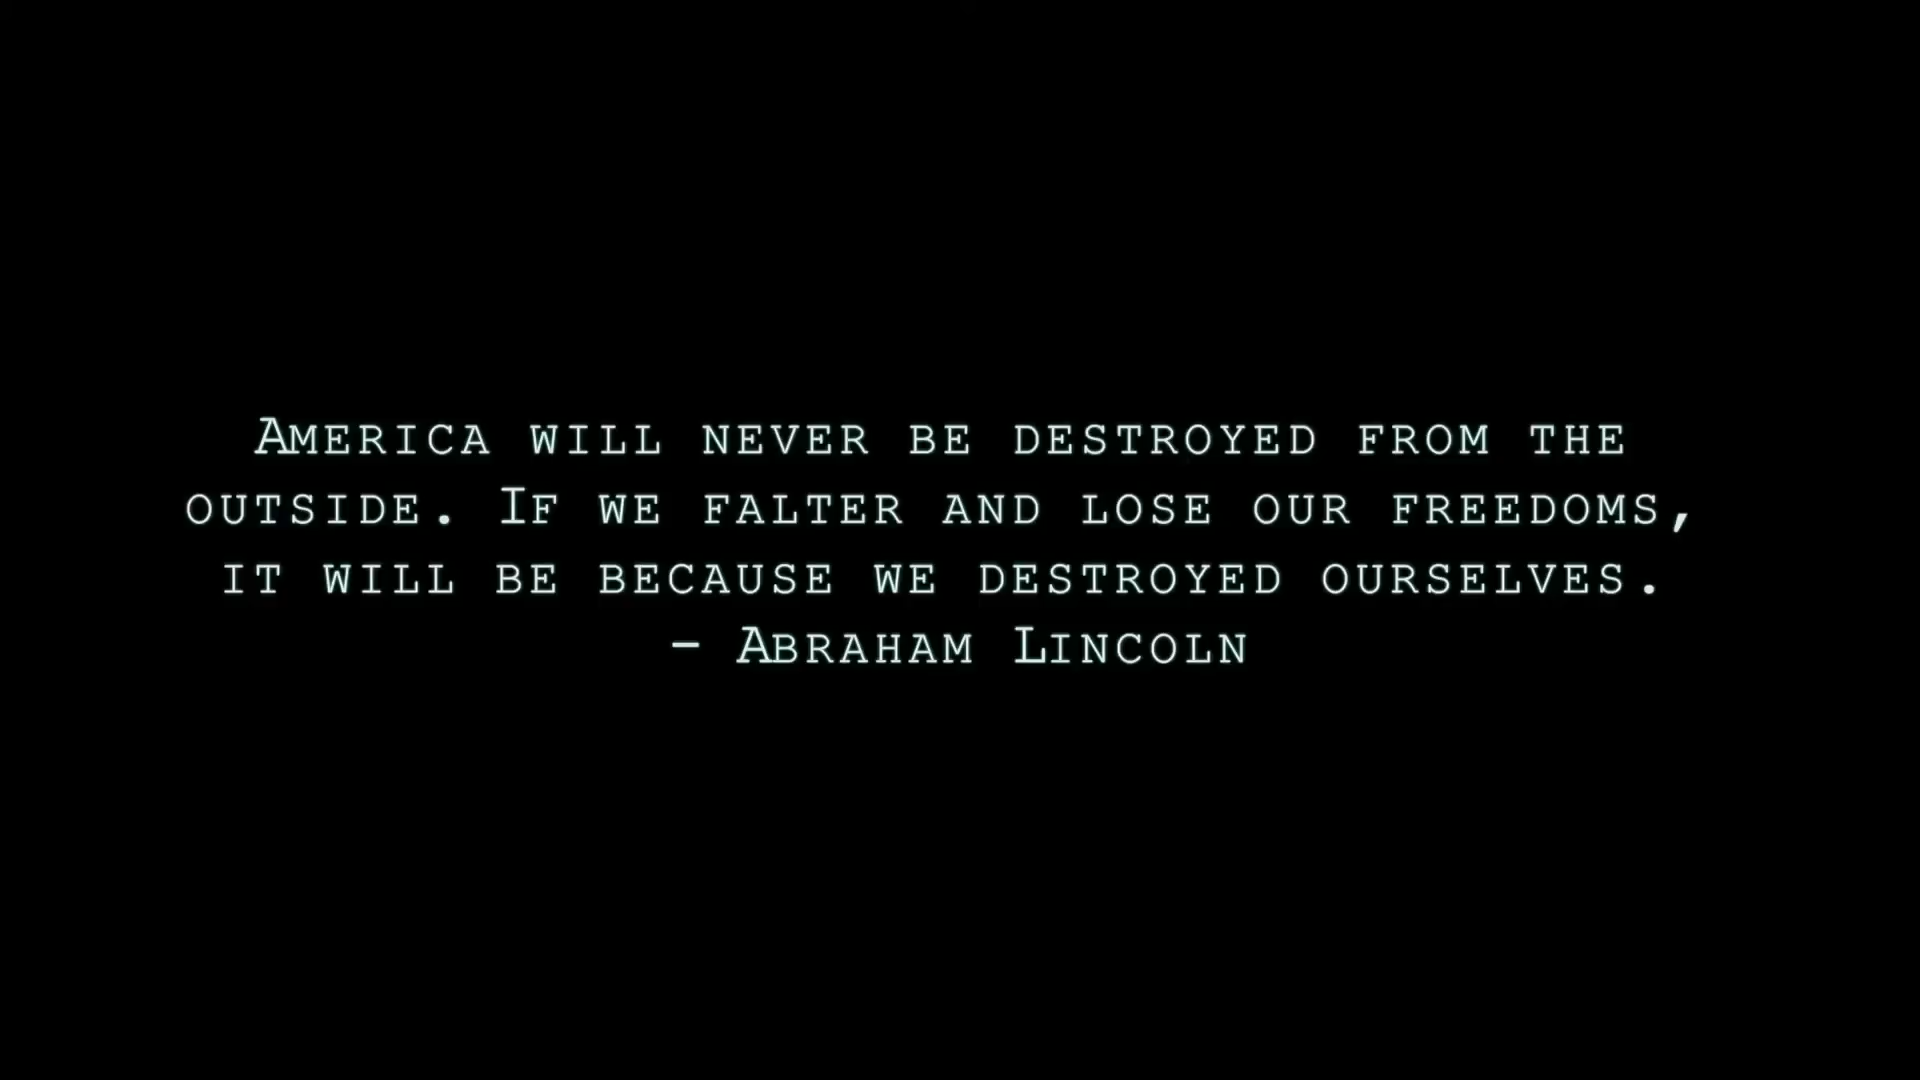 America will never be destroyed from the
outside. If we falter and lose our freedoms,
it will be because we destroyed ourselves.
- Abraham Lincoln